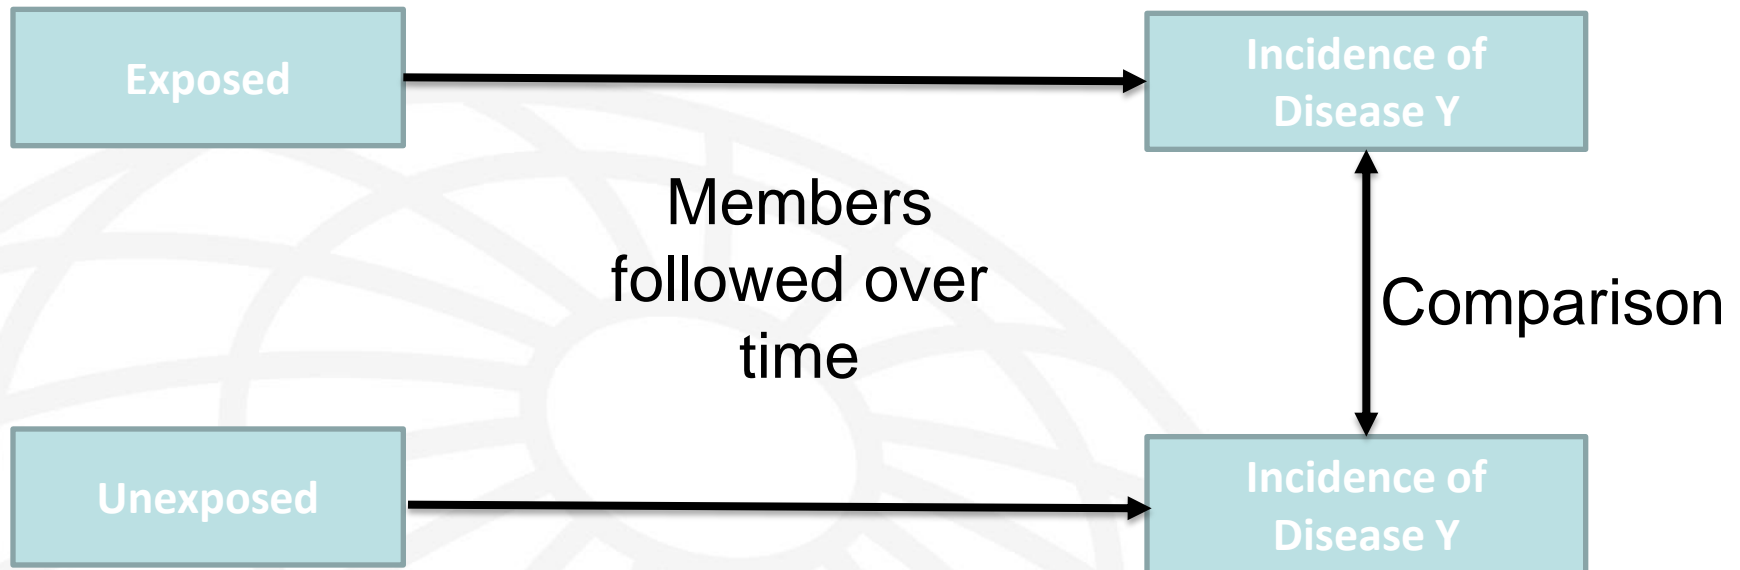 Exposed
Incidence of
Disease Y
Members
followed over
time
Comparison
Unexposed
Incidence of
Disease Y